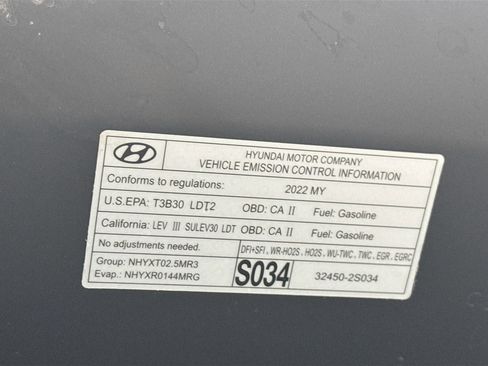 HYUNDAI MOTOR COMPANY
VEHICLE EMISSION CONTROL INFORMATION
Conforms to regulations: 2022 MY
U.S.EPA: T3B30 LDT2 OBD: CA II Fuel: Gasoline
California: LEV III SULEV30 LDT OBD: CA II Fuel: Gasoline
No adjustments needed. DFI+SFI , WR-HO2S , HO2S , WU-TWC , TWC , EGR , EGRC
Group: NHYXT02.5MR3
Evap.: NHYXR0144MRG
S034
32450-2S034